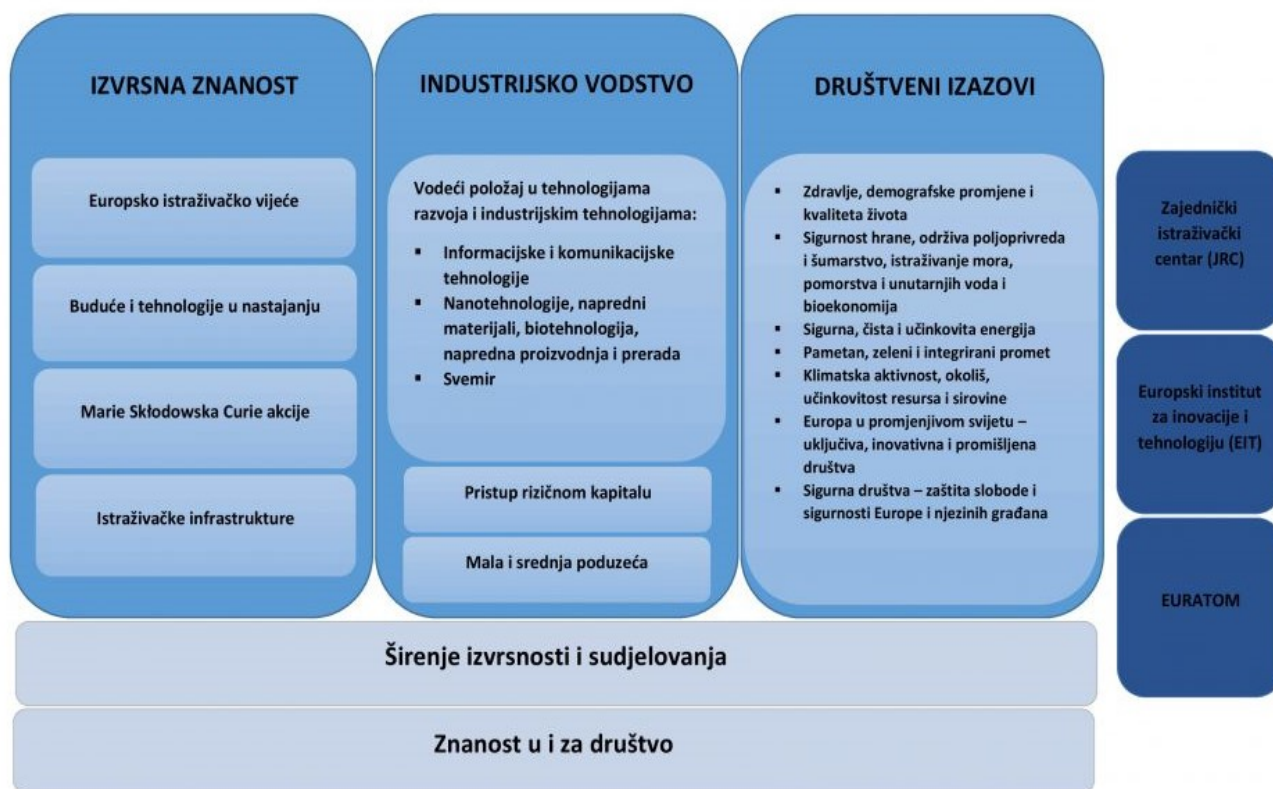 IZVRSNA ZNANOST
Europsko istraživačko vijeće
Buduće i tehnologije u nastajanju
Marie Skłodowska Curie akcije
Istraživačke infrastrukture
INDUSTRIJSKO VODSTVO
Vodeći položaj u tehnologijama
razvoja i industrijskim tehnologijama:
▪ Informacijske i komunikacijske
tehnologije
▪ Nanotehnologije, napredni
materijali, biotehnologija,
napredna proizvodnja i prerada
▪ Svemir
Pristup rizičnom kapitalu
Mala i srednja poduzeća
DRUŠTVENI IZAZOVI
▪ Zdravlje, demografske promjene i
kvaliteta života
▪ Sigurnost hrane, održiva poljoprivreda
i šumarstvo, istraživanje mora,
pomorstva i unutarnjih voda i
bioekonomija
▪ Sigurna, čista i učinkovita energija
▪ Pametan, zeleni i integrirani promet
▪ Klimatska aktivnost, okoliš,
učinkovitost resursa i sirovine
▪ Europa u promjenjivom svijetu –
uključiva, inovativna i promišljena
društva
▪ Sigurna društva – zaštita slobode i
sigurnosti Europe i njezinih građana
Zajednički
istraživački
centar (JRC)
Europski institut
za inovacije i
tehnologiju (EIT)
EURATOM
Širenje izvrsnosti i sudjelovanja
Znanost u i za društvo